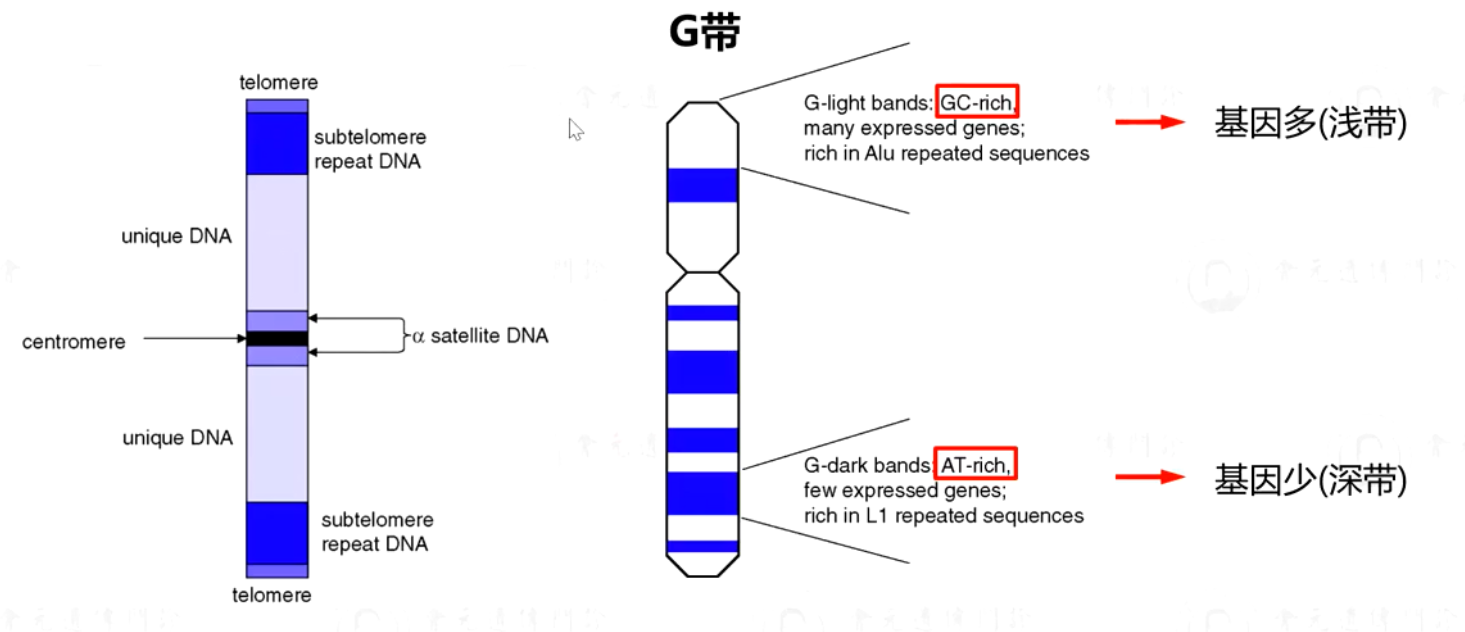 G带
telomere
subtelomere
repeat DNA
unique DNA
centromere
α satellite DNA
unique DNA
subtelomere
repeat DNA
telomere
G-light bands: GC-rich,
many expressed genes;
rich in Alu repeated sequences
基因多(浅带)
G-dark bands: AT-rich,
few expressed genes;
rich in L1 repeated sequences
基因少(深带)